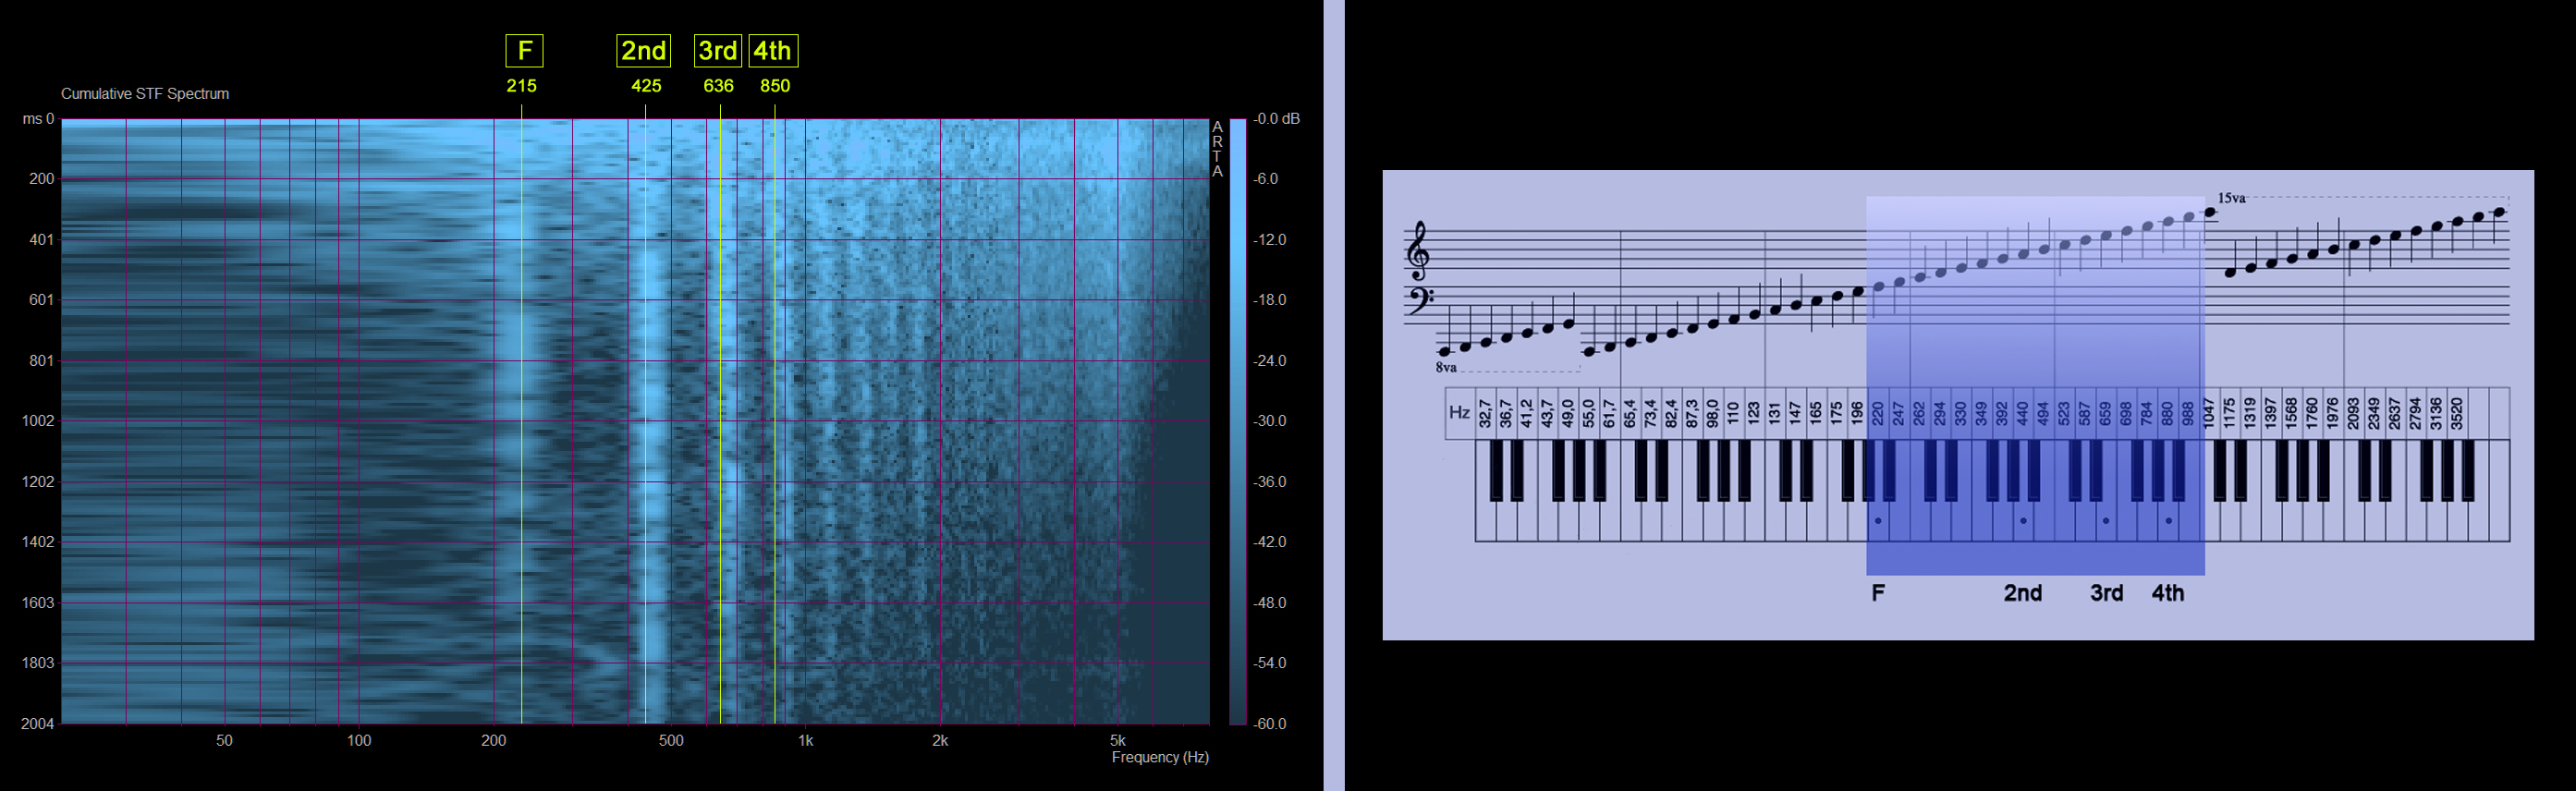 F 2nd 3rd 4th
215 425 636 850
Cumulative STF Spectrum
ms 0
200
401
601
801
1002
1202
1402
1603
1803
2004
50 100 200 500 1k 2k 5k
Frequency (Hz)
A
R
T
A
-0.0 dB
-6.0
-12.0
-18.0
-24.0
-30.0
-36.0
-42.0
-48.0
-54.0
-60.0
15va
8va
Hz 32,7 36,7 41,2 43,7 49,0 55,0 61,7 65,4 73,4 82,4 87,3 98,0 110 123 131 147 165 175 196 220 247 262 294 330 349 392 440 494 523 587 659 698 784 880 988 1047 1175 1319 1397 1568 1760 1976 2093 2349 2637 2794 3136 3520
F 2nd 3rd 4th